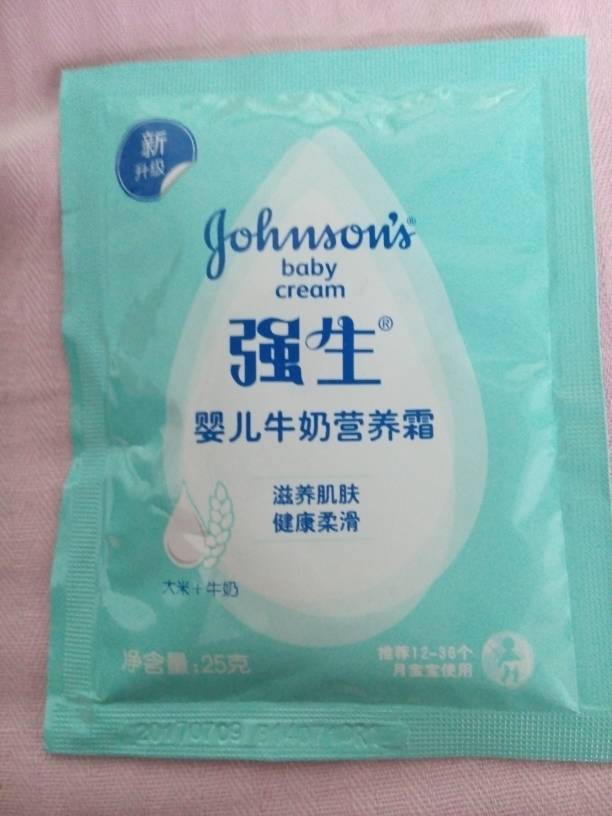 新
升级
Johnson's®
baby
cream
强生®
婴儿牛奶营养霜
滋养肌肤
健康柔滑
大米+牛奶
净含量:25克
推荐12-36个
月宝宝使用
20170709